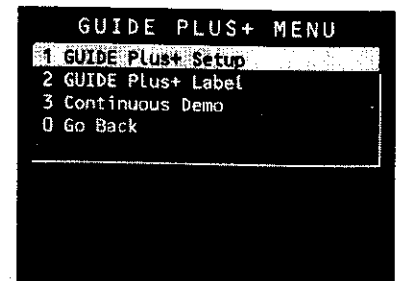 GUIDE PLUS+ MENU
1 GUIDE Plus+ Setup
2 GUIDE Plus+ Label
3 Continuous Demo
0 Go Back